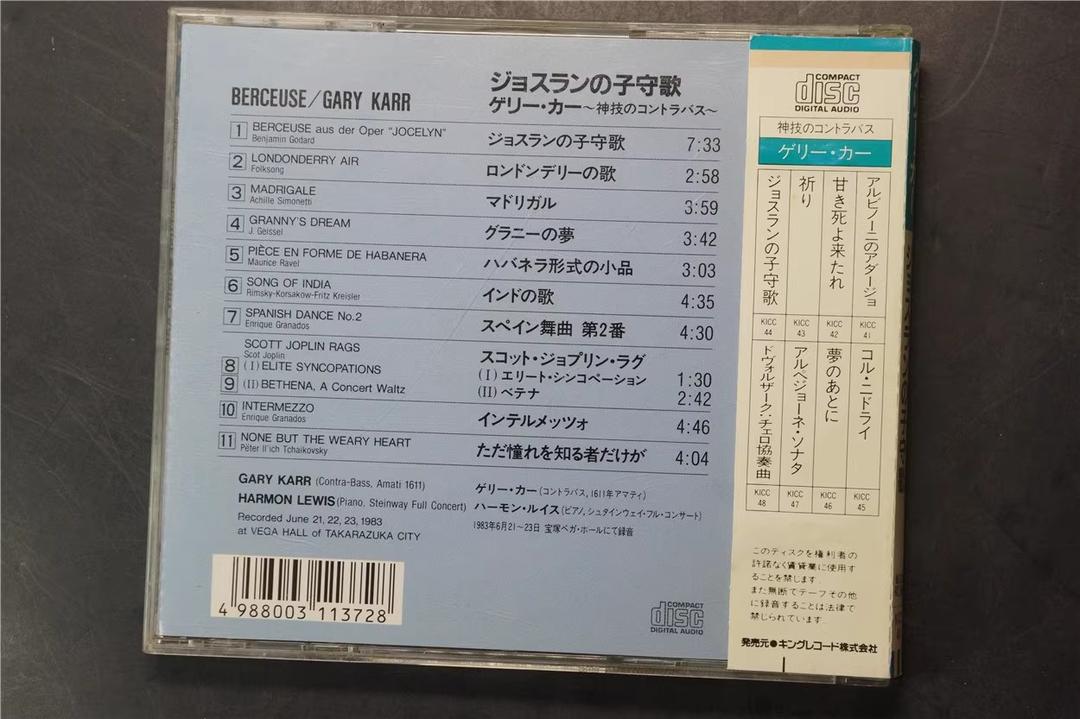 BERCEUSE/GARY KARR
ジョスランの子守歌
ゲリー・カー〜神技のコントラバス〜
1 BERCEUSE aus der Oper "JOCELYN" ジョスランの子守歌 7:33
Benjamin Godard
2 LONDONDERRY AIR ロンドンデリーの歌 2:58
Folksong
3 MADRIGALE マドリガル 3:59
Achille Simonetti
4 GRANNY'S DREAM グラニーの夢 3:42
J. Geissel
5 PIÈCE EN FORME DE HABANERA ハバネラ形式の小品 3:03
Maurice Ravel
6 SONG OF INDIA インドの歌 4:35
Rimsky-Korsakow-Fritz Kreisler
7 SPANISH DANCE No.2 スペイン舞曲 第2番 4:30
Enrique Granados
SCOTT JOPLIN RAGS スコット・ジョプリン・ラグ
Scot Joplin
8 (I) ELITE SYNCOPATIONS (I) エリート・シンコペーション 1:30
9 (II) BETHENA, A Concert Waltz (II) ベテナ 2:42
10 INTERMEZZO インテルメッツォ 4:46
Enrique Granados
11 NONE BUT THE WEARY HEART ただ憧れを知る者だけが 4:04
Peter Il'ich Tchaikovsky
GARY KARR (Contra-Bass, Amati 1611)
HARMON LEWIS (Piano, Steinway Full Concert)
Recorded June 21, 22, 23, 1983
at VEGA HALL of TAKARAZUKA CITY
ゲリー・カー(コントラバス, 1611年アマティ)
ハーモン・ルイス(ピアノ, シュタインウェイ・フル・コンサート)
1983年6月21〜23日 宝塚ベガ・ホールにて録音
4 988003 113728
COMPACT
disc
DIGITAL AUDIO
COMPACT
disc
DIGITAL AUDIO
神技のコントラバス
ゲリー・カー
アルビノーニのアダージョ
KICC 41
甘き死よ来たれ
KICC 42
祈り
KICC 43
ジョスランの子守歌
KICC 44
コル・ニドライ
KICC 45
夢のあとに
KICC 46
アルペジョーネ・ソナタ
KICC 47
ドヴォルザーク:チェロ協奏曲
KICC 48
このディスクを権利者の
許諾なく賃貸業に使用す
ることを禁じます。
また無断でテープその他
に録音することは法律で
禁じられています。
発売元●キングレコード株式会社